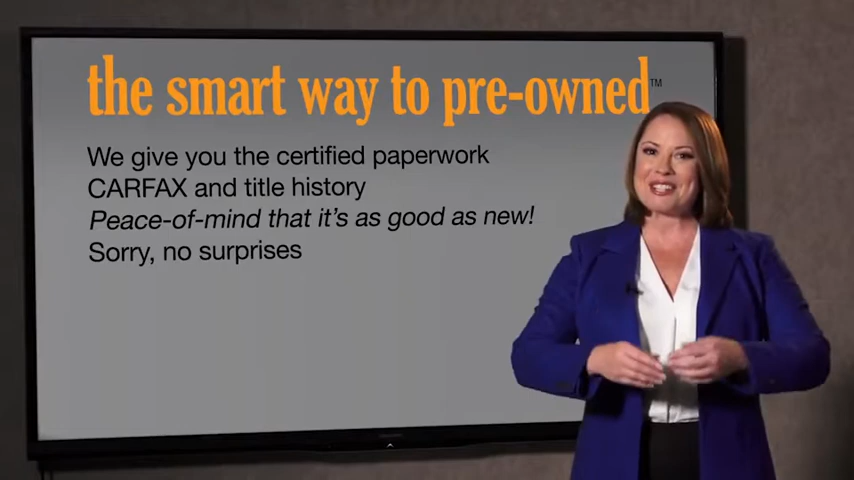 the smart way to pre-owned™
We give you the certified paperwork
CARFAX and title history
Peace-of-mind that it's as good as new!
Sorry, no surprises